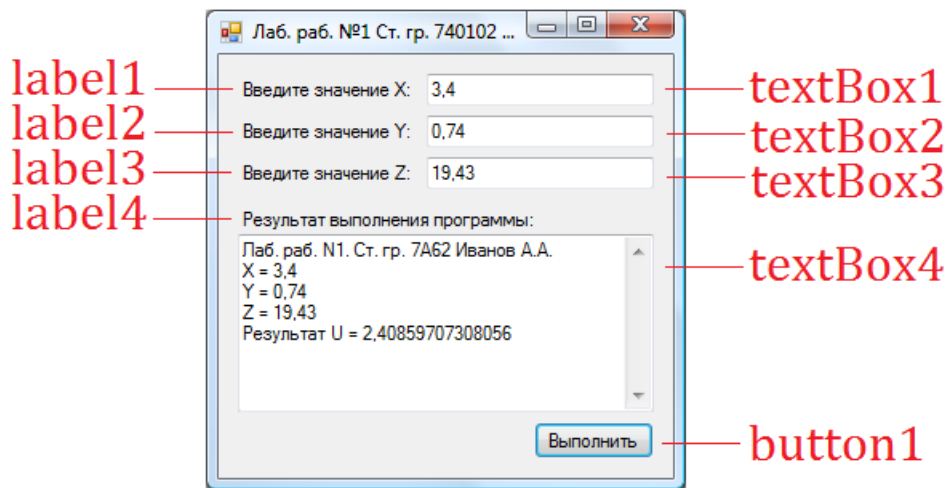 Лаб. раб. №1 Ст. гр. 740102 ...
label1 Введите значение X: 3,4 textBox1
label2 Введите значение Y: 0,74 textBox2
label3 Введите значение Z: 19,43 textBox3
label4 Результат выполнения программы:
Лаб. раб. N1. Ст. гр. 7А62 Иванов А.А.
X = 3,4
textBox4
Y = 0,74
Z = 19,43
Результат U = 2,40859707308056
Выполнить button1